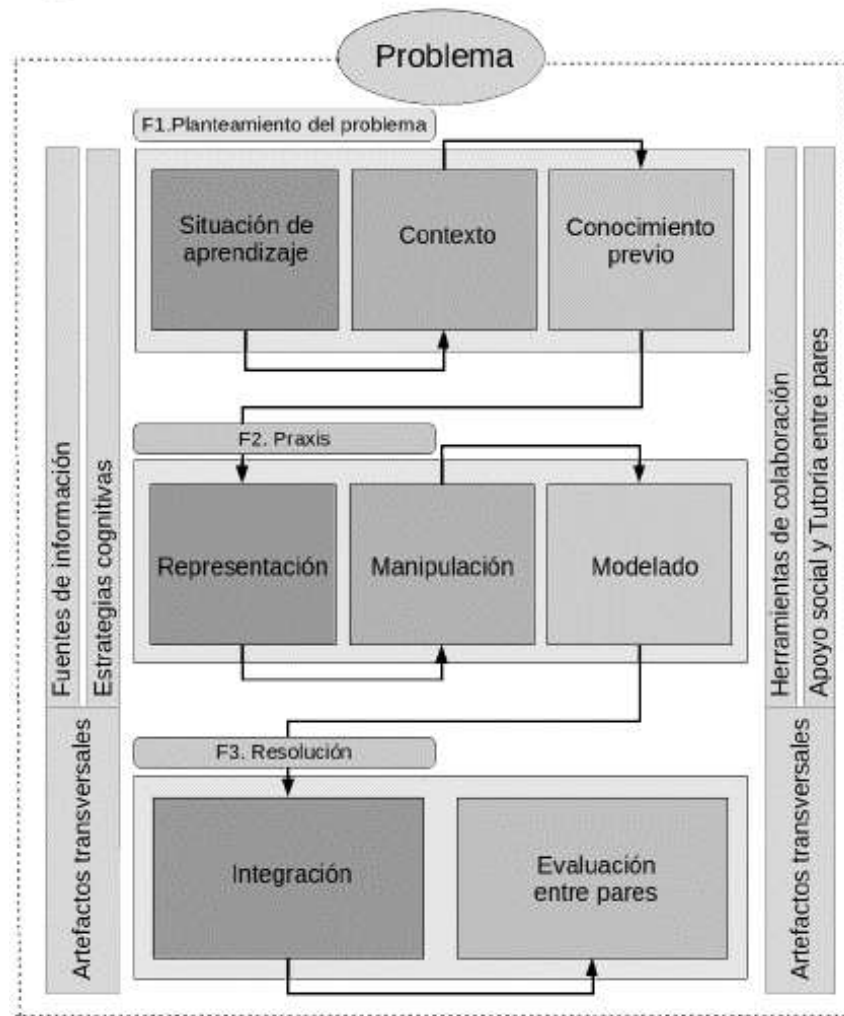 Problema
F1.Planteamiento del problema
Situación de
aprendizaje
Contexto
Conocimiento
previo
F2. Praxis
Representación
Manipulación
Modelado
F3. Resolución
Integración
Evaluación
entre pares
Fuentes de información
Estrategias cognitivas
Artefactos transversales
Herramientas de colaboración
Apoyo social y Tutoría entre pares
Artefactos transversales